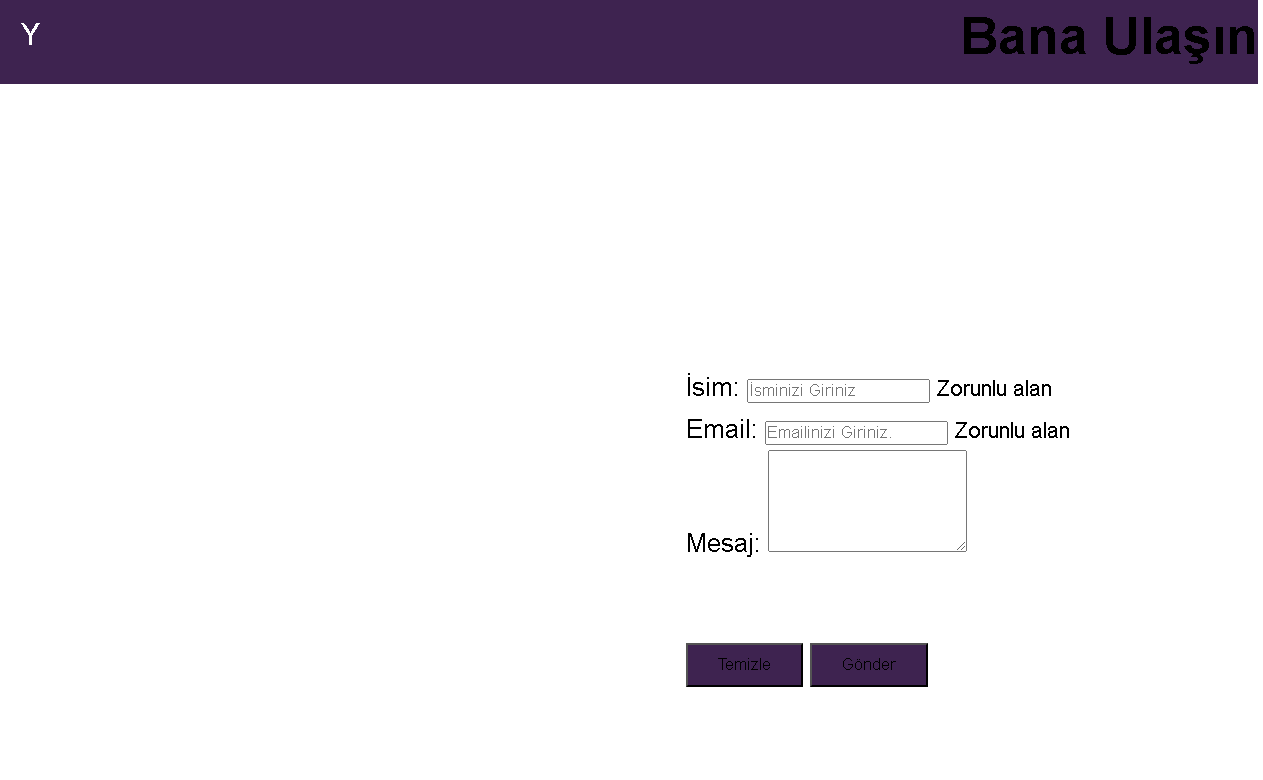 Y
Bana Ulaşın
İsim: İsminizi Giriniz Zorunlu alan
Email: Emailinizi Giriniz. Zorunlu alan
Mesaj:
Temizle Gönder